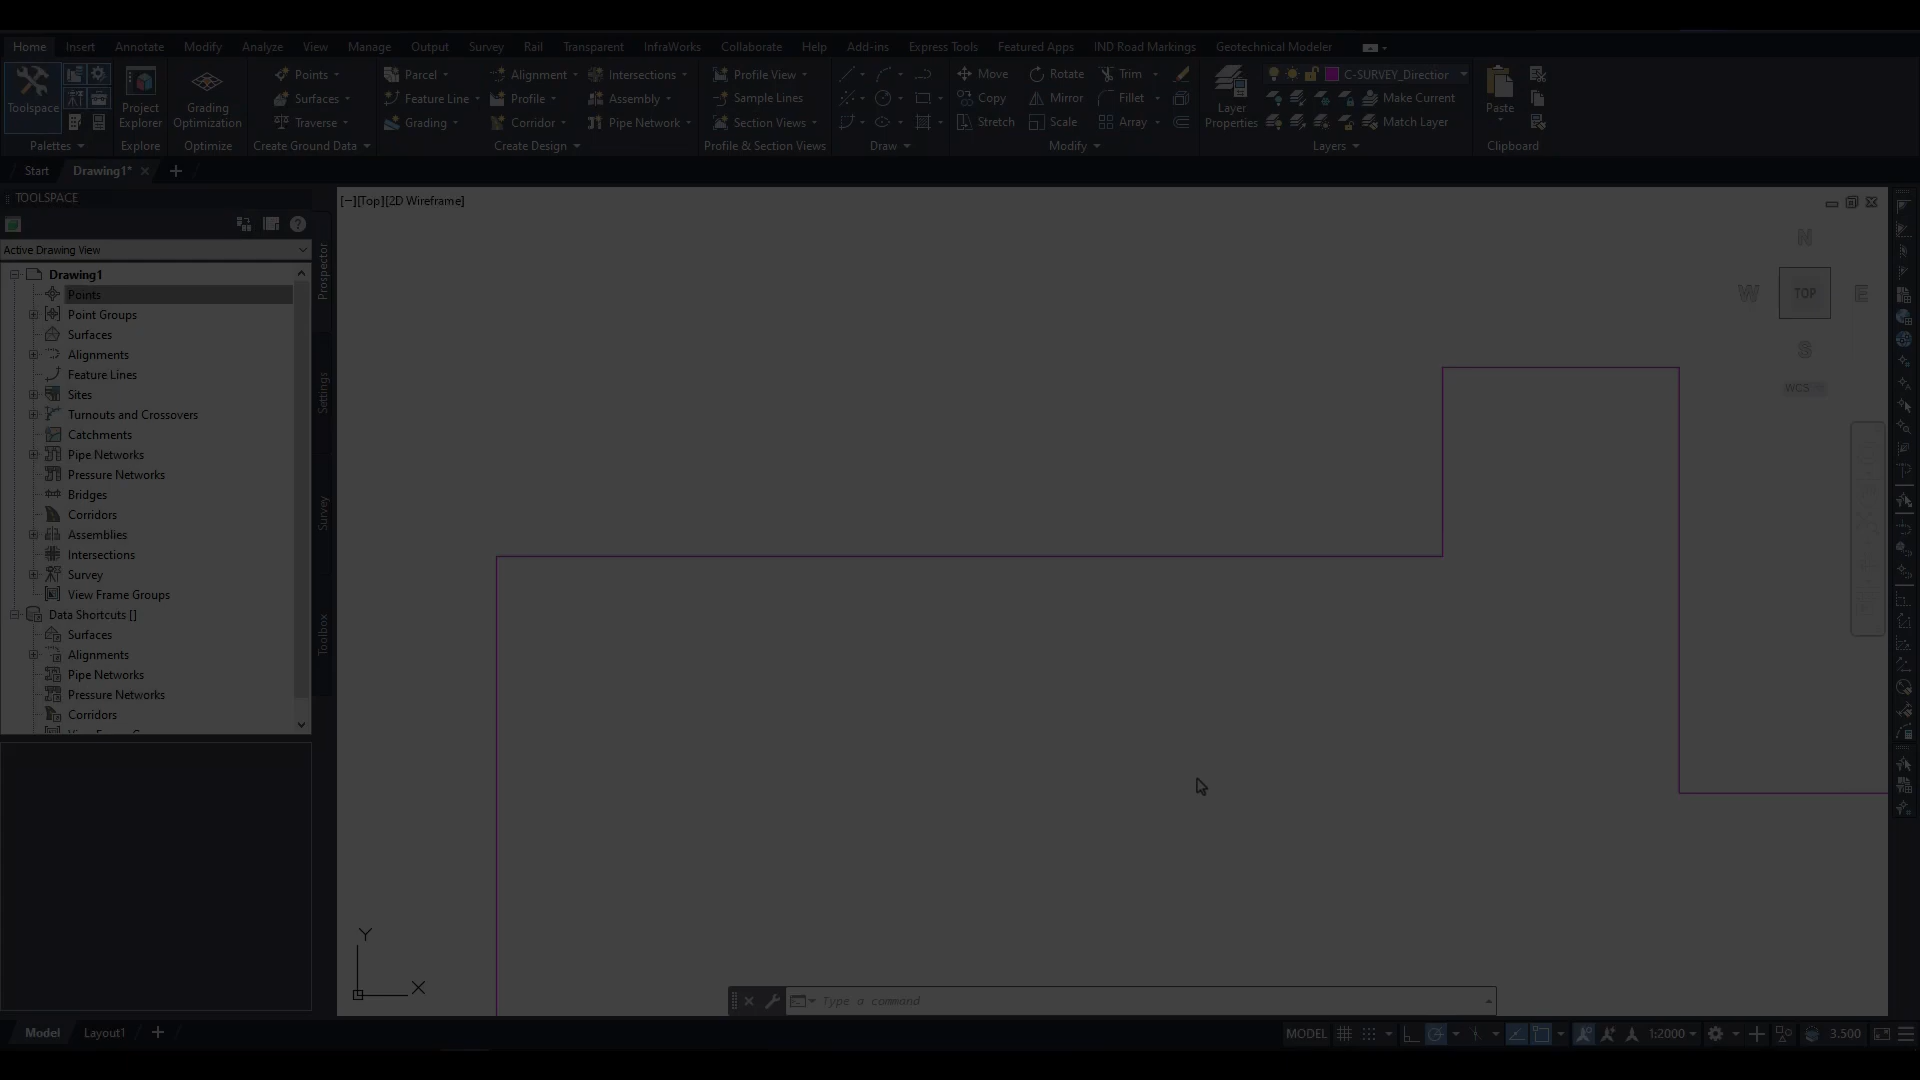 Home Insert Annotate Modify Analyze View Manage Output Survey Rail Transparent InfraWorks Collaborate Help Add-ins Express Tools Featured Apps IND Road Markings Geotechnical Modeler
Points Parcel Alignment Intersections Profile View Move Rotate Trim C-SURVEY_Direction
Toolspace Project Explorer Grading Optimization Surfaces Feature Line Profile Assembly Sample Lines Copy Mirror Fillet Layer Properties Make Current Paste
Traverse Grading Corridor Pipe Network Section Views Stretch Scale Array Match Layer
Palettes Explore Optimize Create Ground Data Create Design Profile & Section Views Draw Modify Layers Clipboard
Start Drawing1*
TOOLSPACE
[−][Top][2D Wireframe]
Active Drawing View
Drawing1
Points
Point Groups
Surfaces
Alignments
Feature Lines
Sites
Turnouts and Crossovers
Catchments
Pipe Networks
Pressure Networks
Bridges
Corridors
Assemblies
Intersections
Survey
View Frame Groups
Data Shortcuts []
Surfaces
Alignments
Pipe Networks
Pressure Networks
Corridors
Prospector
Settings
Survey
Toolbox
N
W TOP E
S
WCS
Y
X
Type a command
Model Layout1
MODEL 1:2000 3.500